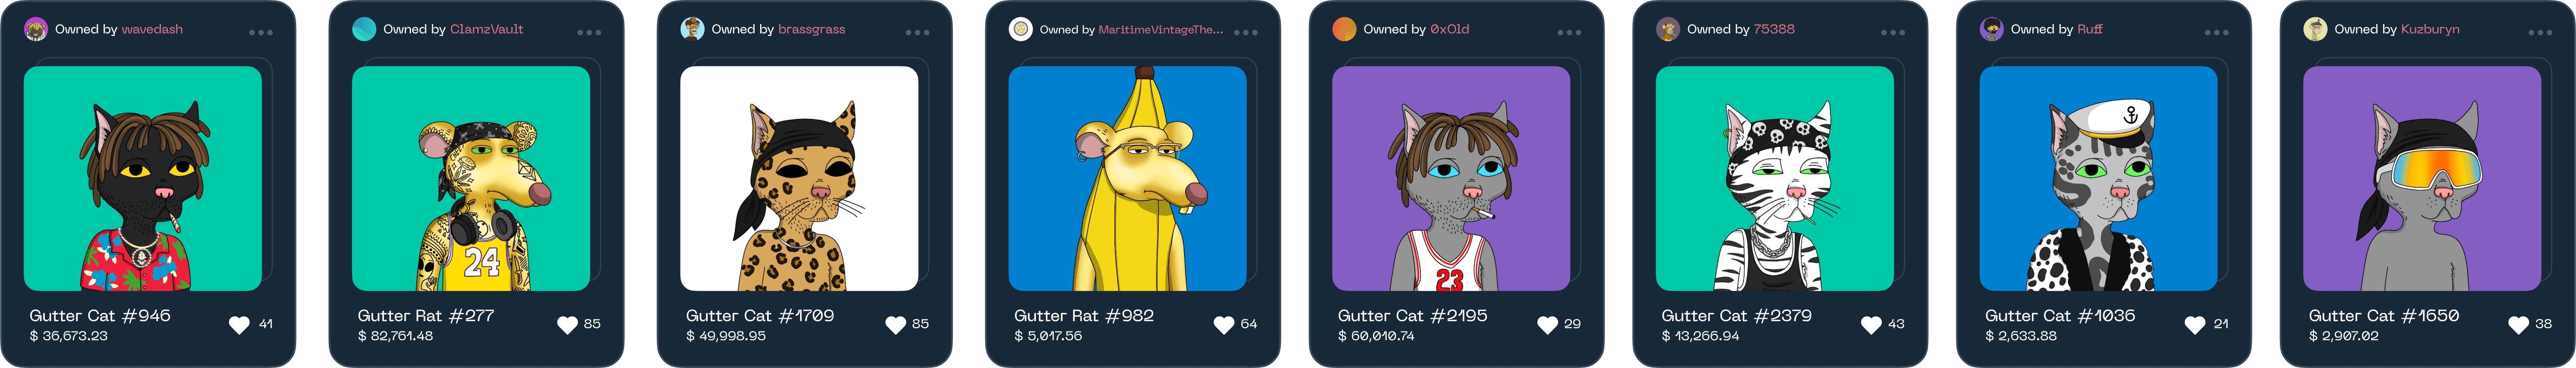 Owned by wavedash
24
Gutter Cat #946
$ 36,673.23
41
Owned by ClamzVault
Gutter Rat #277
$ 82,761.48
85
Owned by brassgrass
Gutter Cat #1709
$ 49,998.95
85
Owned by MaritimeVintageThe...
Gutter Rat #982
$ 5,017.56
64
Owned by 0xOld
23
Gutter Cat #2195
$ 60,010.74
29
Owned by 75388
Gutter Cat #2379
$ 13,266.94
43
Owned by Ruff
Gutter Cat #1036
$ 2,633.88
21
Owned by Kuzburyn
Gutter Cat #1650
$ 2,907.02
38